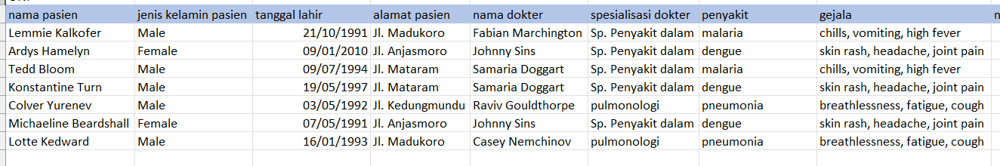 nama pasien jenis kelamin pasien tanggal lahir alamat pasien nama dokter spesialisasi dokter penyakit gejala n
Lemmie Kalkofer Male 21/10/1991 Jl. Madukoro Fabian Marchington Sp. Penyakit dalam malaria chills, vomiting, high fever
Ardys Hamelyn Female 09/01/2010 Jl. Anjasmoro Johnny Sins Sp. Penyakit dalam dengue skin rash, headache, joint pain
Tedd Bloom Male 09/07/1994 Jl. Mataram Samaria Doggart Sp. Penyakit dalam malaria chills, vomiting, high fever
Konstantine Turn Male 19/05/1997 Jl. Mataram Samaria Doggart Sp. Penyakit dalam dengue skin rash, headache, joint pain
Colver Yurenev Male 03/05/1992 Jl. Kedungmundu Raviv Gouldthorpe pulmonologi pneumonia breathlessness, fatigue, cough
Michaeline Beardshall Female 07/05/1991 Jl. Anjasmoro Johnny Sins Sp. Penyakit dalam dengue skin rash, headache, joint pain
Lotte Kedward Male 16/01/1993 Jl. Madukoro Casey Nemchinov pulmonologi pneumonia breathlessness, fatigue, cough